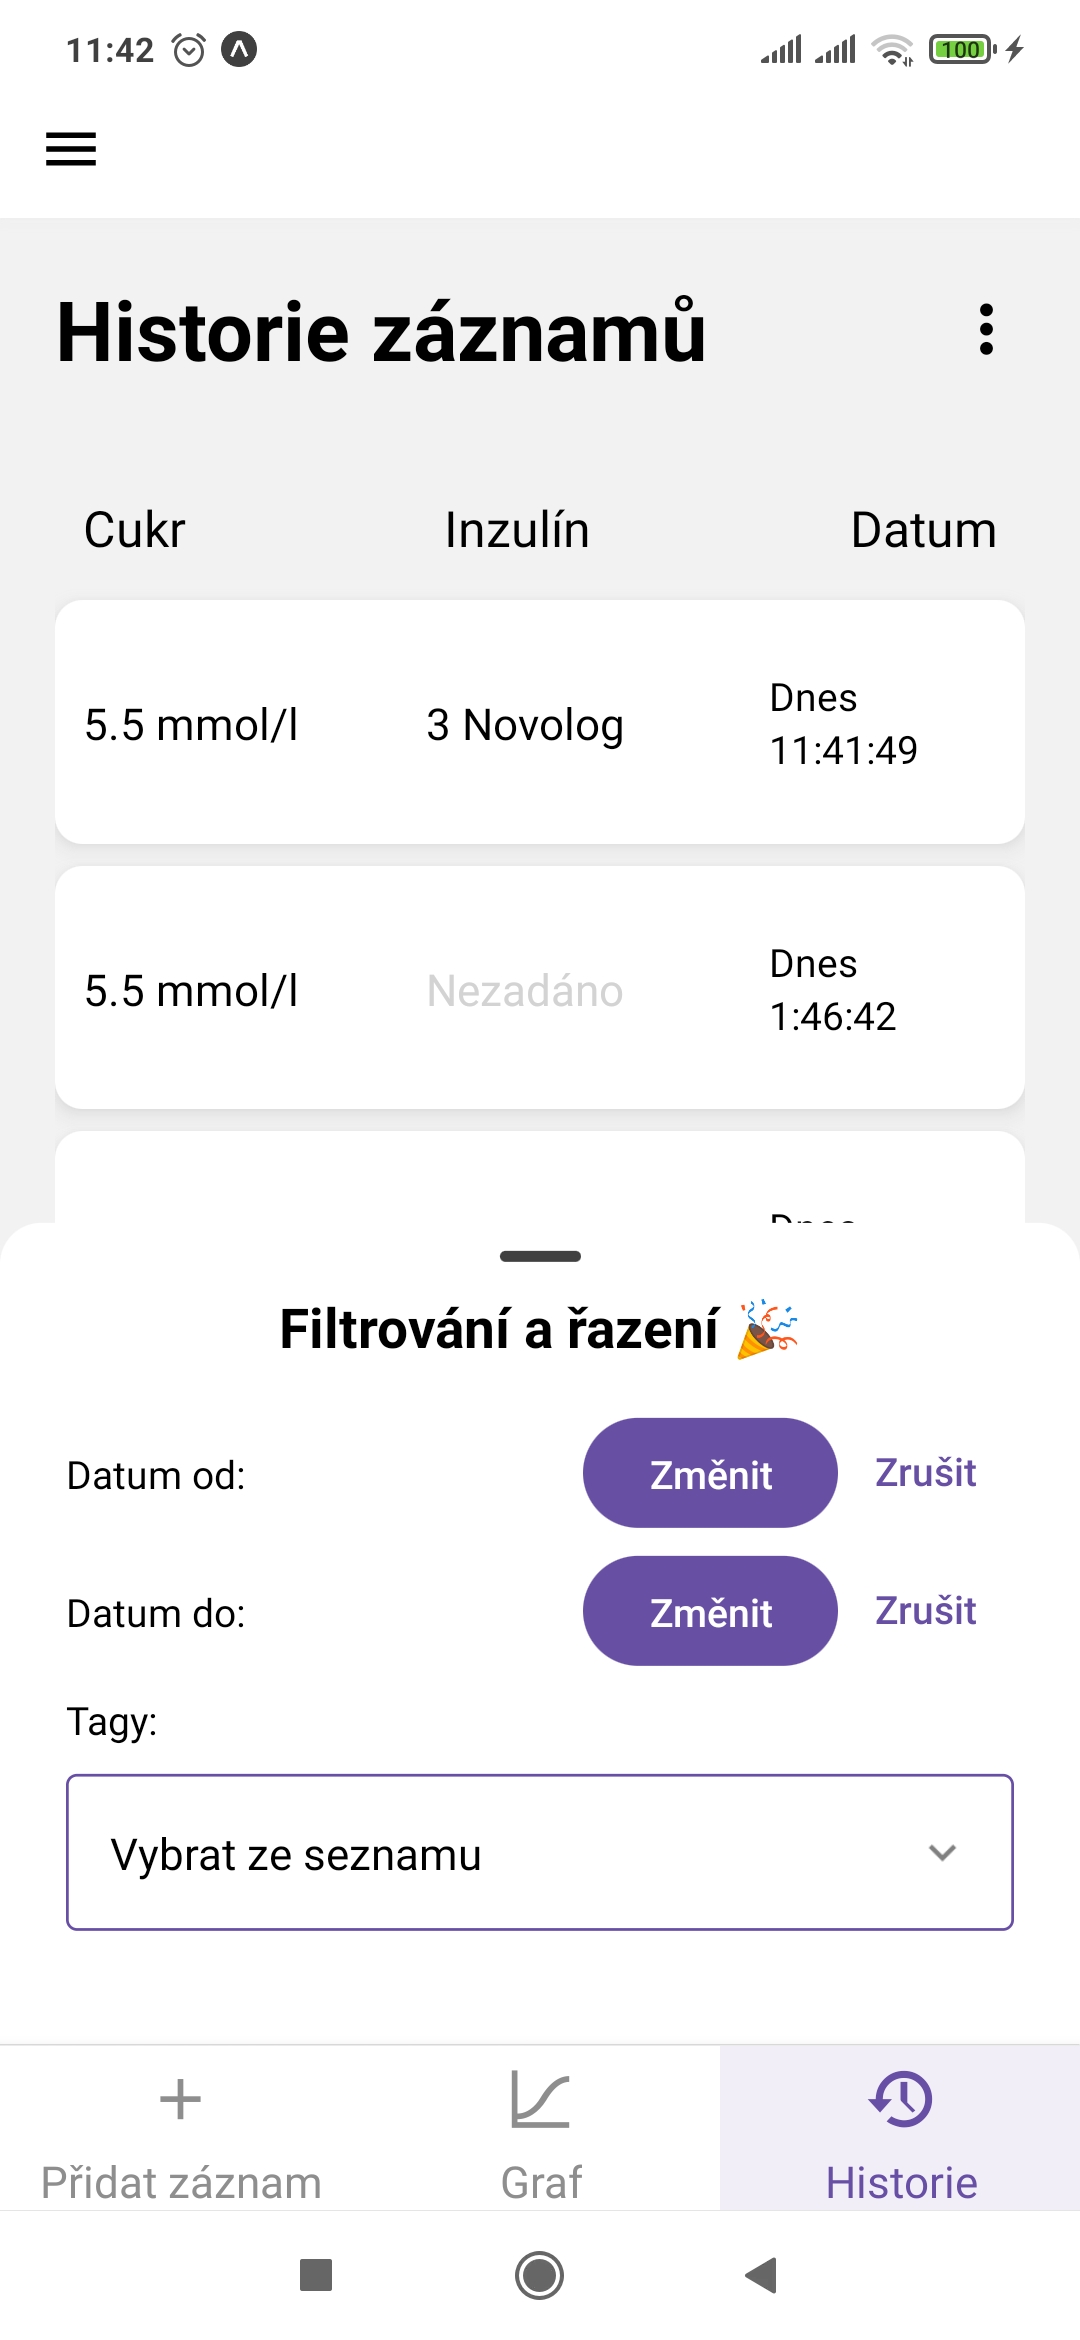 11:42
100
Historie záznamů
Cukr Inzulín Datum
5.5 mmol/l 3 Novolog Dnes
11:41:49
5.5 mmol/l Nezadáno Dnes
1:46:42
Filtrování a řazení 🎉
Datum od: Změnit Zrušit
Datum do: Změnit Zrušit
Tagy:
Vybrat ze seznamu
Přidat záznam Graf Historie